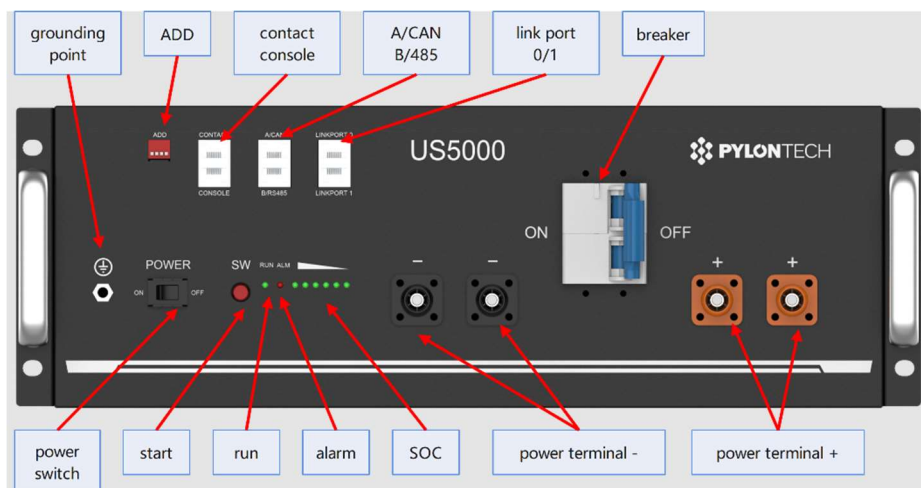 grounding point
ADD
contact console
A/CAN B/485
link port 0/1
breaker
ADD
CONTACT
A/CAN
LINKPORT 0
CONSOLE
B/RS485
LINKPORT 1
US5000
PYLONTECH
ON
OFF
POWER
ON
OFF
SW
RUN
ALM
−
−
+
+
power switch
start
run
alarm
SOC
power terminal -
power terminal +